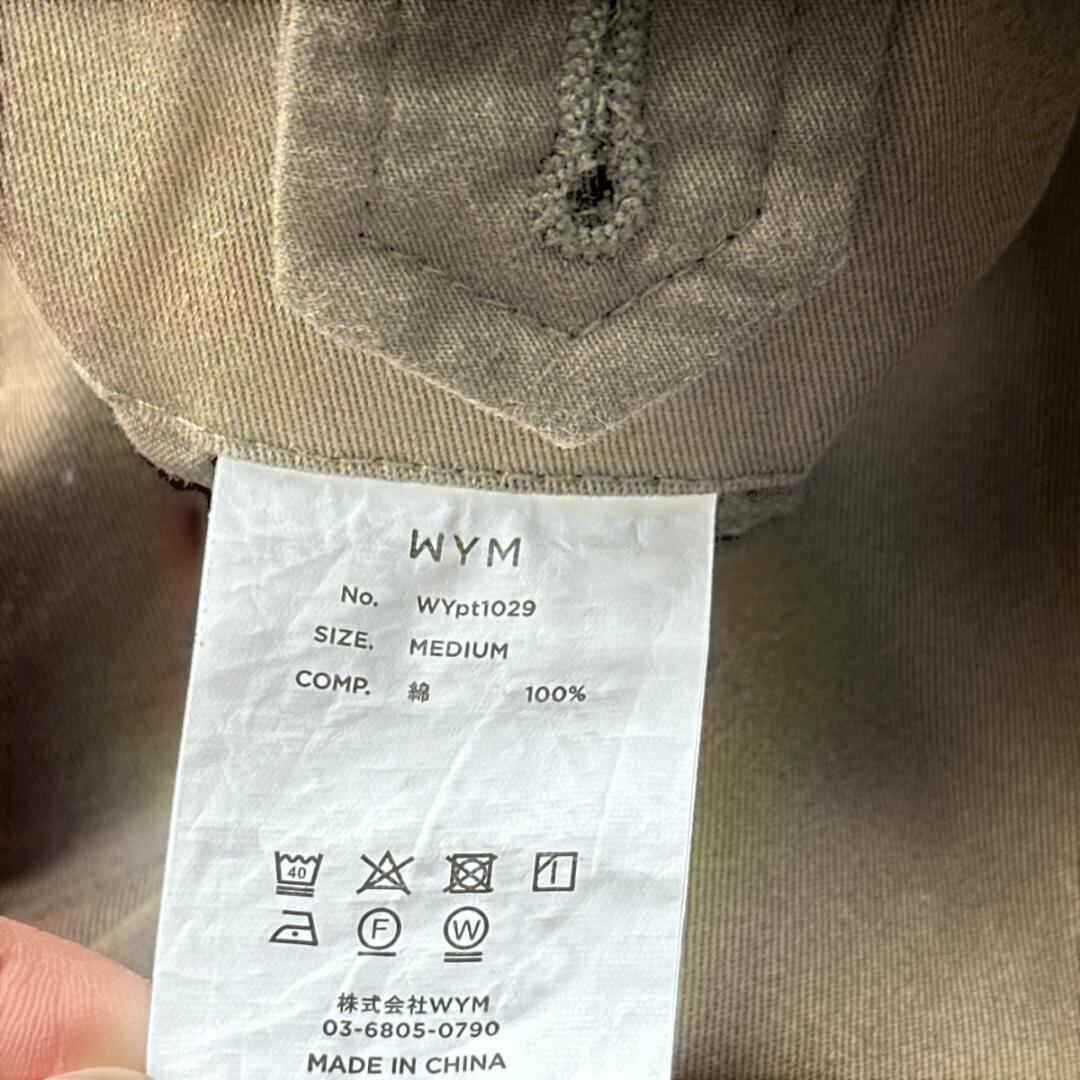 WYM
No. WYpt1029
SIZE. MEDIUM
COMP. 綿 100%
40
F W
株式会社WYM
03-6805-0790
MADE IN CHINA